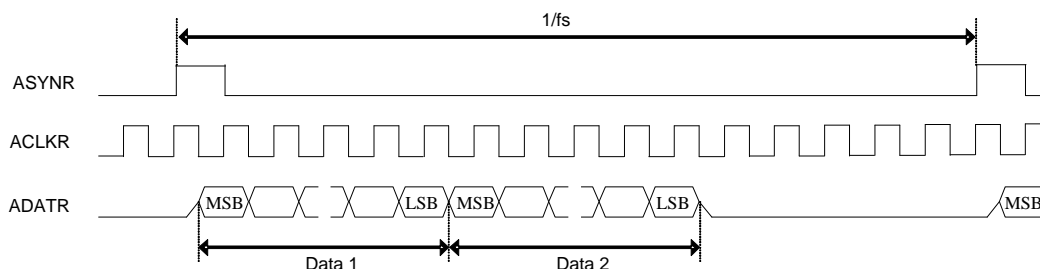 1/fs
ASYNR
ACLKR
ADATR
MSB
LSB
MSB
LSB
MSB
Data 1
Data 2